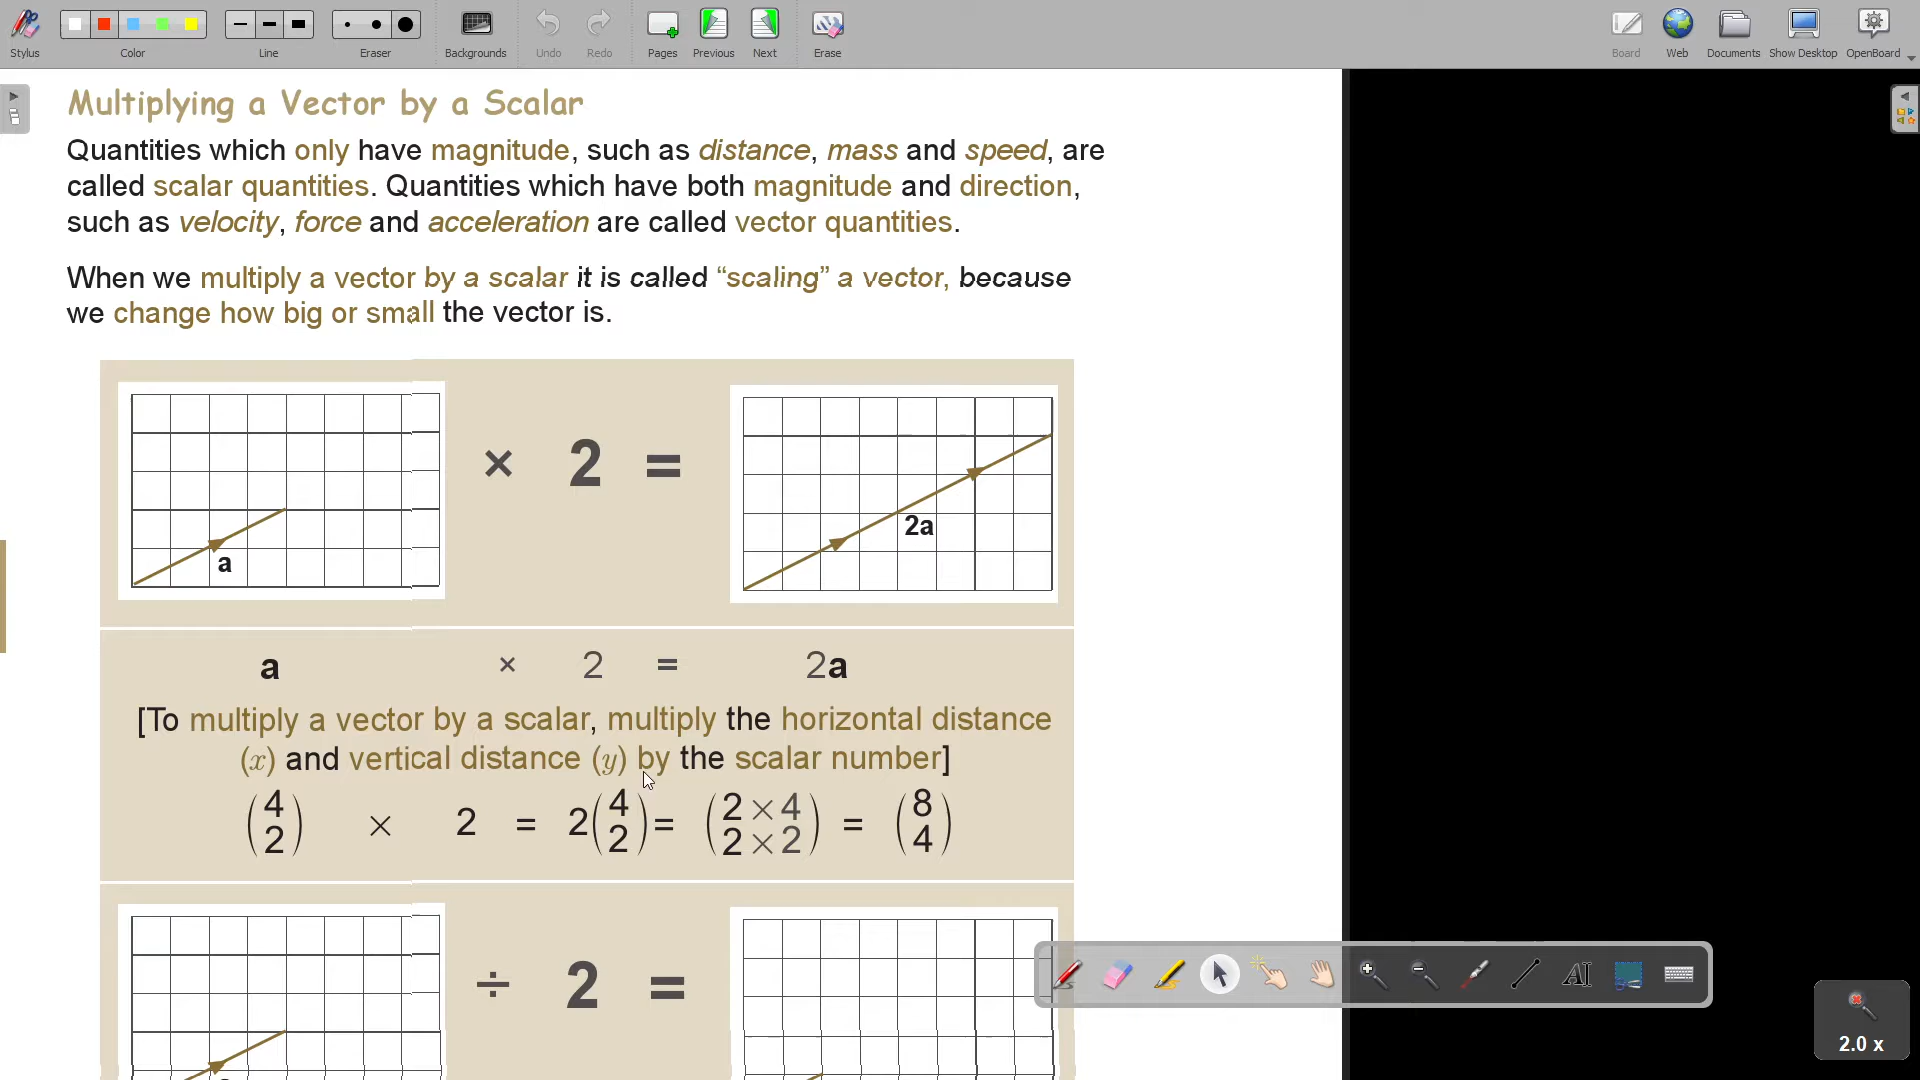 Stylus Color Line Eraser Backgrounds Undo Redo Pages Previous Next Erase Board Web Documents Show Desktop OpenBoard
Multiplying a Vector by a Scalar
Quantities which only have magnitude, such as distance, mass and speed, are
called scalar quantities. Quantities which have both magnitude and direction,
such as velocity, force and acceleration are called vector quantities.
When we multiply a vector by a scalar it is called “scaling” a vector, because
we change how big or small the vector is.
a × 2 = 2a
a × 2 = 2a
[To multiply a vector by a scalar, multiply the horizontal distance
(x) and vertical distance (y) by the scalar number]
(4 2) × 2 = 2(4 2) = (2 × 4 2 × 2) = (8 4)
÷ 2 =
AI
2.0 x